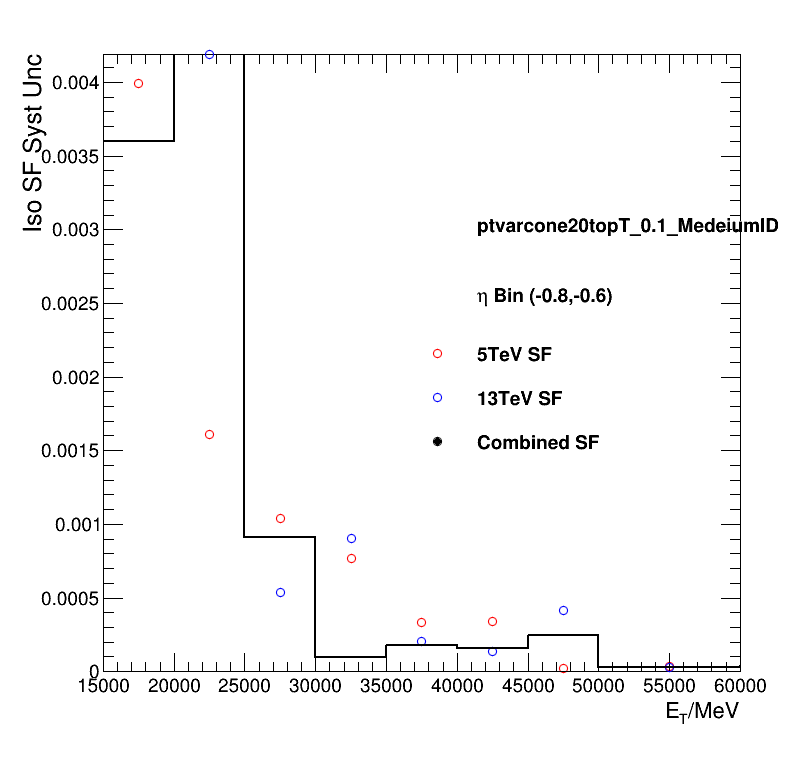 Iso SF Syst Unc
0.004
0.0035
0.003
0.0025
0.002
0.0015
0.001
0.0005
0
ptvarcone20topT_0.1_MedeiumID
η Bin (-0.8,-0.6)
5TeV SF
13TeV SF
Combined SF
15000 20000 25000 30000 35000 40000 45000 50000 55000 60000
E_T/MeV